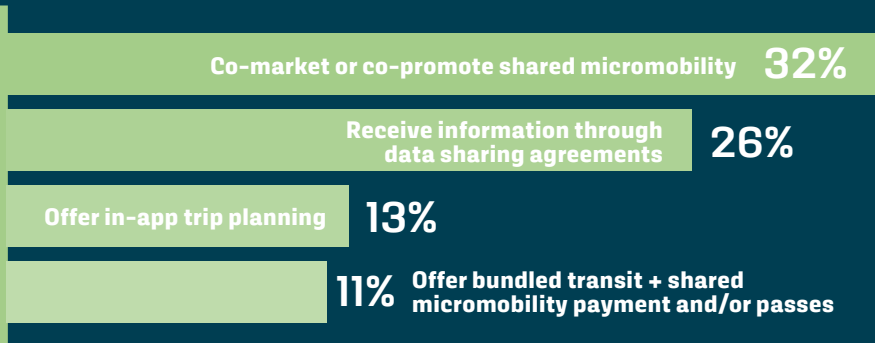 Co-market or co-promote shared micromobility 32%
Receive information through
data sharing agreements
26%
Offer in-app trip planning 13%
11% Offer bundled transit + shared
micromobility payment and/or passes